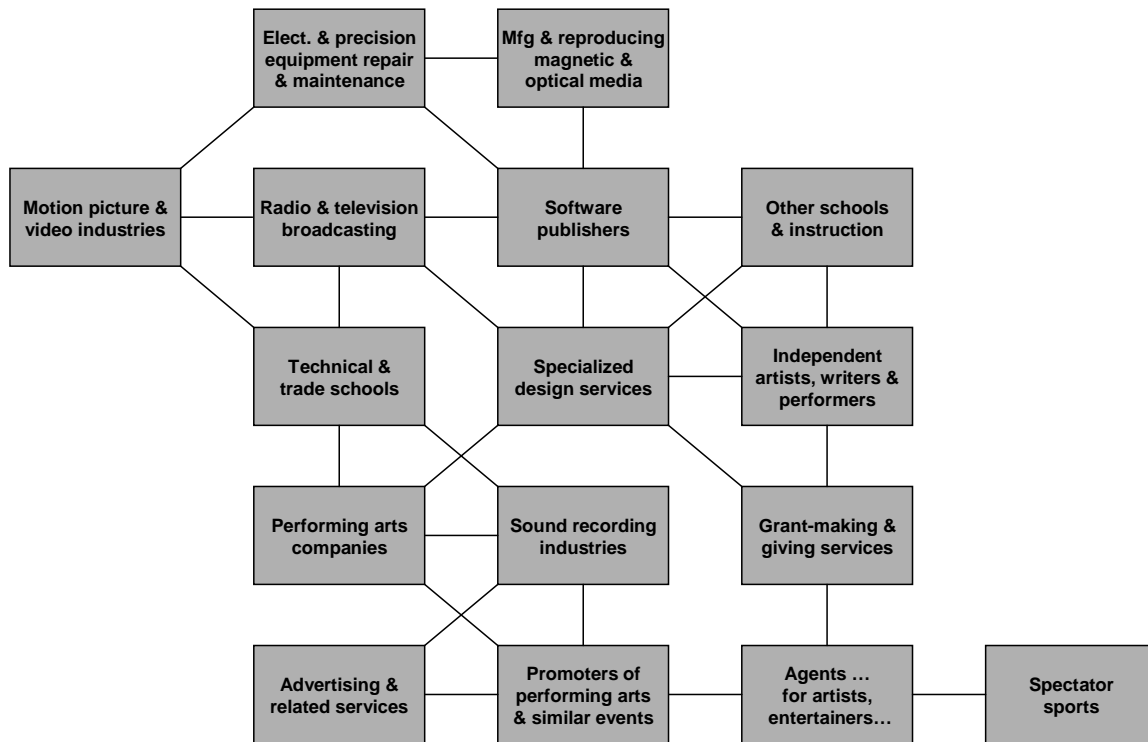 Elect. & precision
equipment repair
& maintenance
Mfg & reproducing
magnetic &
optical media
Motion picture &
video industries
Radio & television
broadcasting
Software
publishers
Other schools
& instruction
Technical &
trade schools
Specialized
design services
Independent
artists, writers &
performers
Performing arts
companies
Sound recording
industries
Grant-making &
giving services
Advertising &
related services
Promoters of
performing arts
& similar events
Agents …
for artists,
entertainers…
Spectator
sports